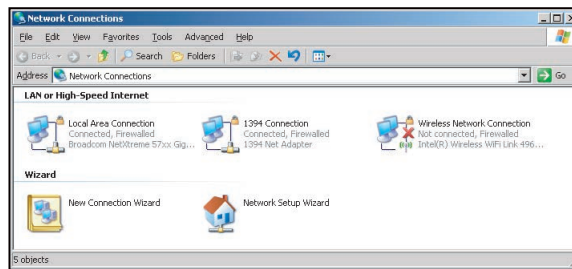 Network Connections
File Edit View Favorites Tools Advanced Help
Back Search Folders
Address Network Connections Go
LAN or High-Speed Internet
Local Area Connection
Connected, Firewalled
Broadcom NetXtreme 57xx Gig...
1394 Connection
Connected, Firewalled
1394 Net Adapter
Wireless Network Connection
Not connected, Firewalled
Intel(R) Wireless WiFi Link 496...
Wizard
New Connection Wizard
Network Setup Wizard
5 objects